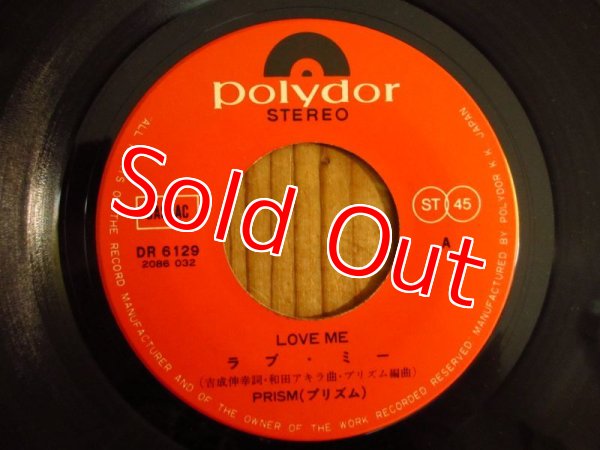 polydor
STEREO
ST 45
A
DR 6129
2086 032
Sold Out
LOVE ME
ラブ・ミー
(吉成伸幸詞・和田アキラ曲・プリズム編曲)
PRISM(プリズム)
ALL OF THE RECORD MANUFACTURER AND OF THE OWNER OF THE WORK RECORDED RESERVED. MANUFACTURED BY POLYDOR K.K. JAPAN